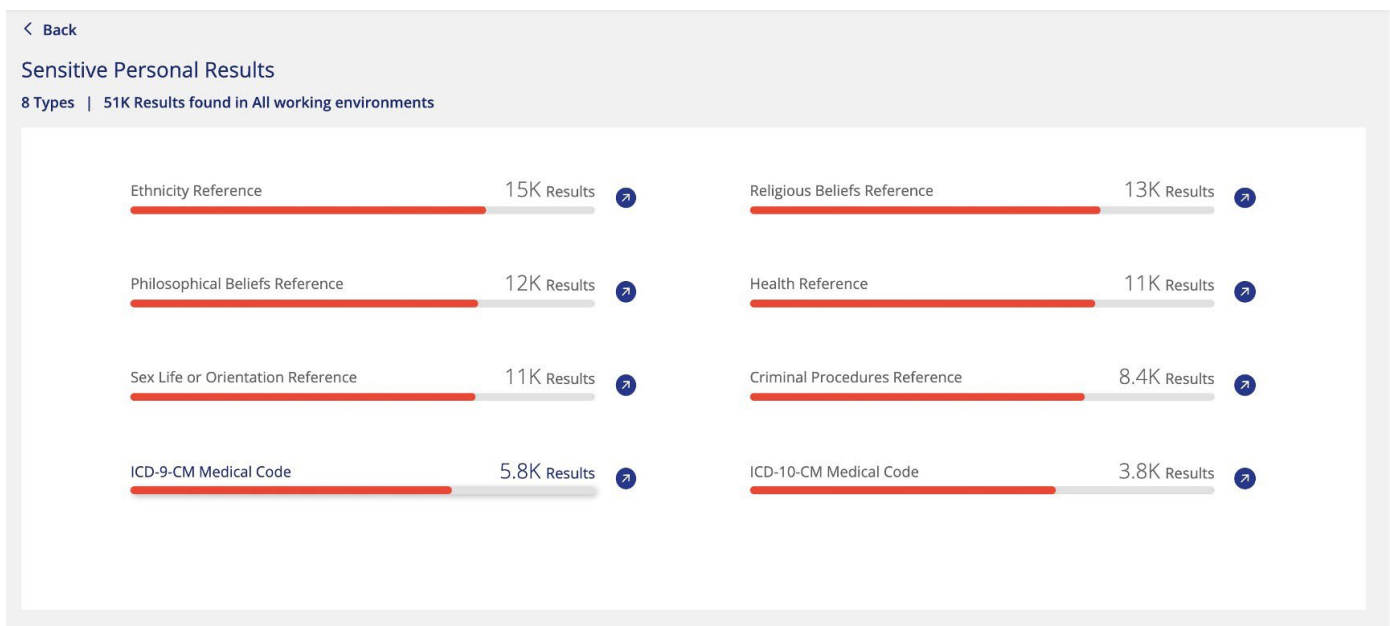 Back
Sensitive Personal Results
8 Types | 51K Results found in All working environments
Ethnicity Reference 15K Results
Religious Beliefs Reference 13K Results
Philosophical Beliefs Reference 12K Results
Health Reference 11K Results
Sex Life or Orientation Reference 11K Results
Criminal Procedures Reference 8.4K Results
ICD-9-CM Medical Code 5.8K Results
ICD-10-CM Medical Code 3.8K Results